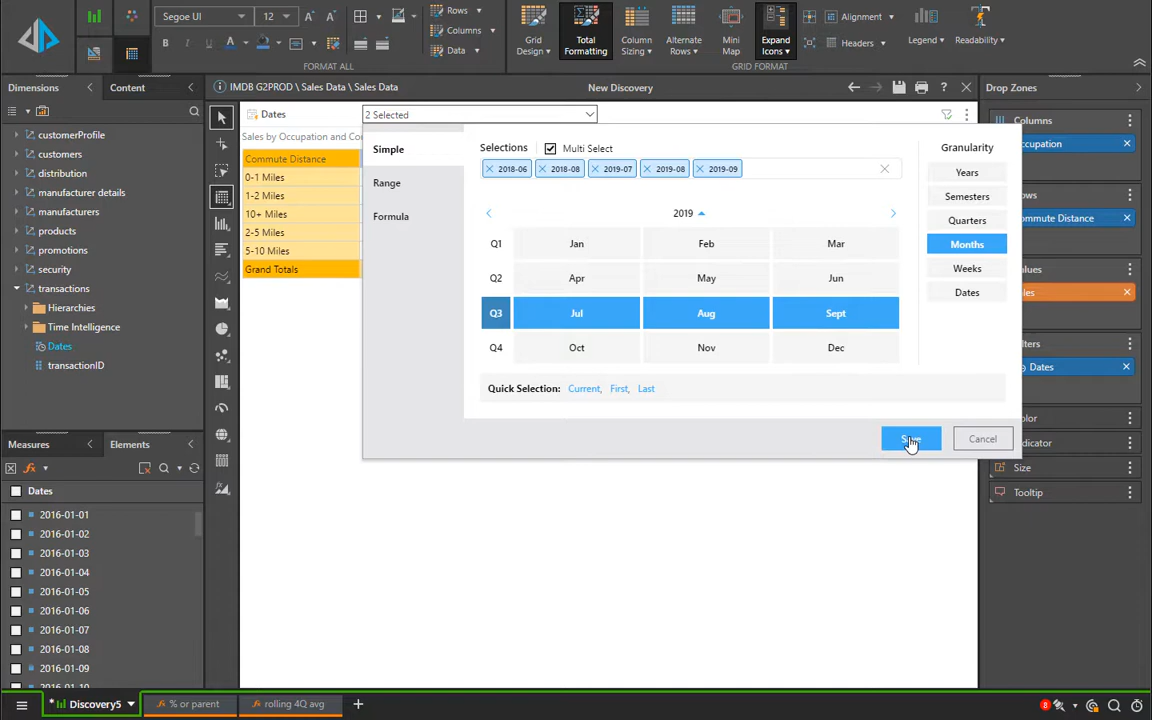 Segoe UI
12
Rows
Columns
Data
B
I
U
A
FORMAT ALL
Grid Design
Total Formatting
Column Sizing
Alternate Rows
Mini Map
Expand Icons
Alignment
Headers
Legend
Readability
GRID FORMAT
Dimensions
Content
IMDB G2PROD \ Sales Data \ Sales Data
New Discovery
?
Drop Zones
customerProfile
customers
distribution
manufacturer details
manufacturers
products
promotions
security
transactions
Hierarchies
Time Intelligence
Dates
transactionID
Measures
Elements
Dates
2016-01-01
2016-01-02
2016-01-03
2016-01-04
2016-01-05
2016-01-06
2016-01-07
2016-01-08
2016-01-09
Dates
2 Selected
Sales by Occupation and Co
Commute Distance
0-1 Miles
1-2 Miles
10+ Miles
2-5 Miles
5-10 Miles
Grand Totals
Simple
Range
Formula
Selections
Multi Select
2018-06
2018-08
2019-07
2019-08
2019-09
2019
Q1 Jan Feb Mar
Q2 Apr May Jun
Q3 Jul Aug Sept
Q4 Oct Nov Dec
Quick Selection: Current, First, Last
Granularity
Years
Semesters
Quarters
Months
Weeks
Dates
Cancel
Columns
ccupation
ows
ommute Distance
alues
ales
lters
Dates
olor
ndicator
Size
Tooltip
* Discovery5
% or parent
rolling 4Q avg
8